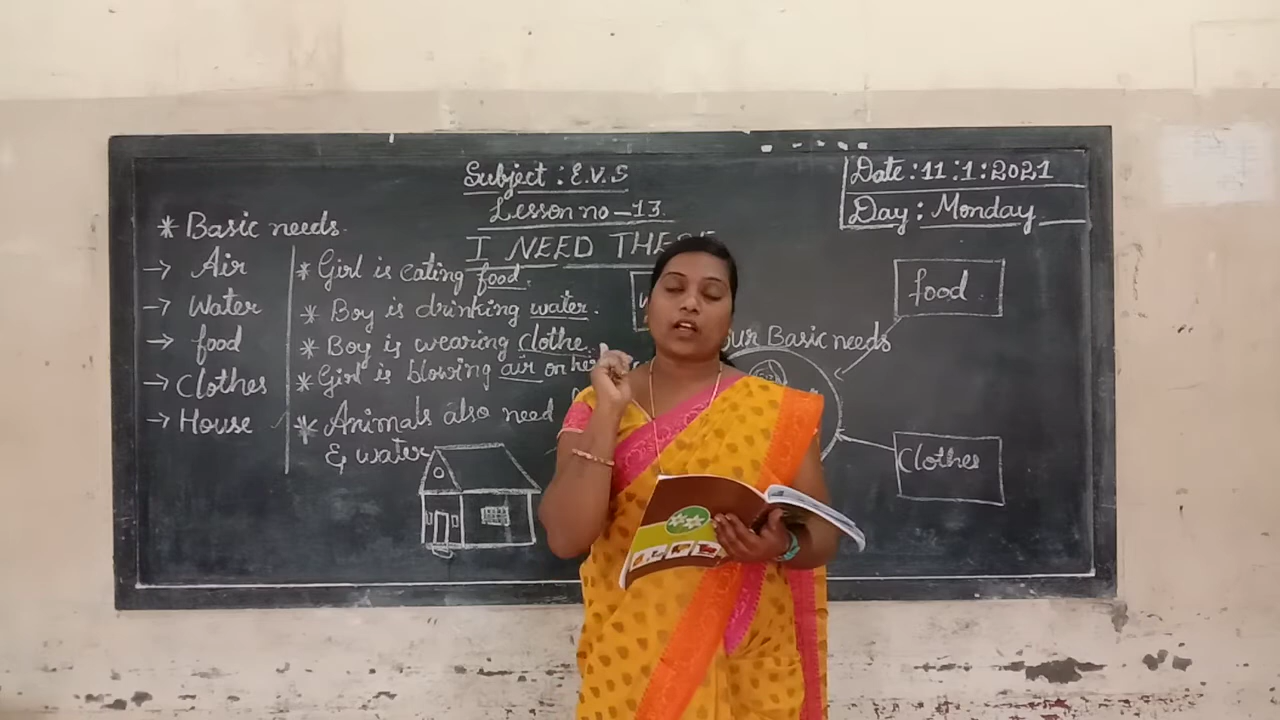 Subject : E.V.S
Lesson no – 13.
I NEED THESE
Date : 11 : 1 : 2021
Day : Monday
* Basic needs.
→ Air
→ Water
→ food
→ Clothes
→ House
* Girl is eating food.
* Boy is drinking water.
* Boy is wearing clothe.
* Girl is blowing air on her
* Animals also need
& water
our Basic needs
food
Clothes